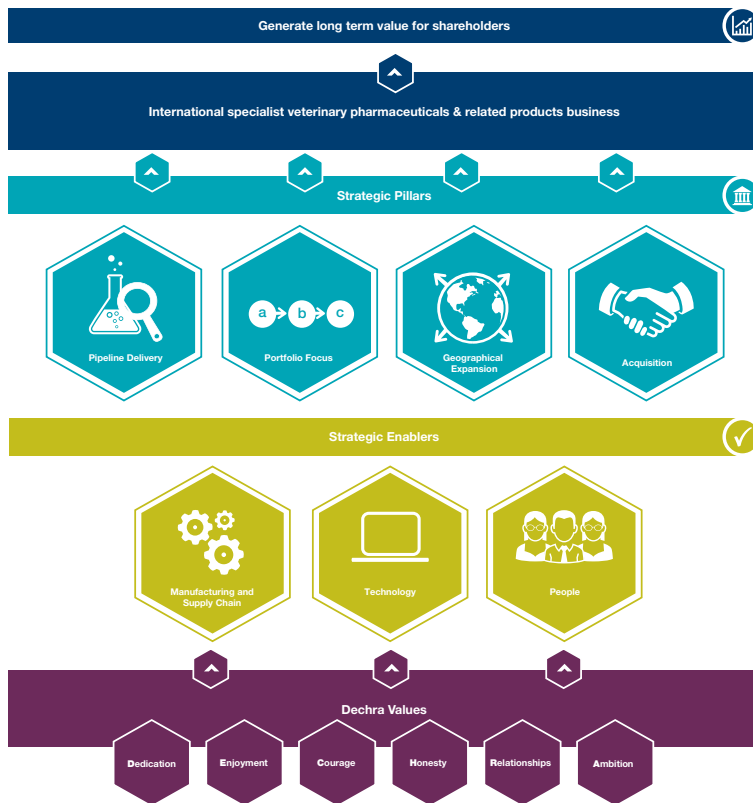 Generate long term value for shareholders
International specialist veterinary pharmaceuticals & related products business
Strategic Pillars
a b c
Pipeline Delivery
Portfolio Focus
Geographical
Expansion
Acquisition
Strategic Enablers
Manufacturing and
Supply Chain
Technology
People
Dechra Values
Dedication
Enjoyment
Courage
Honesty
Relationships
Ambition